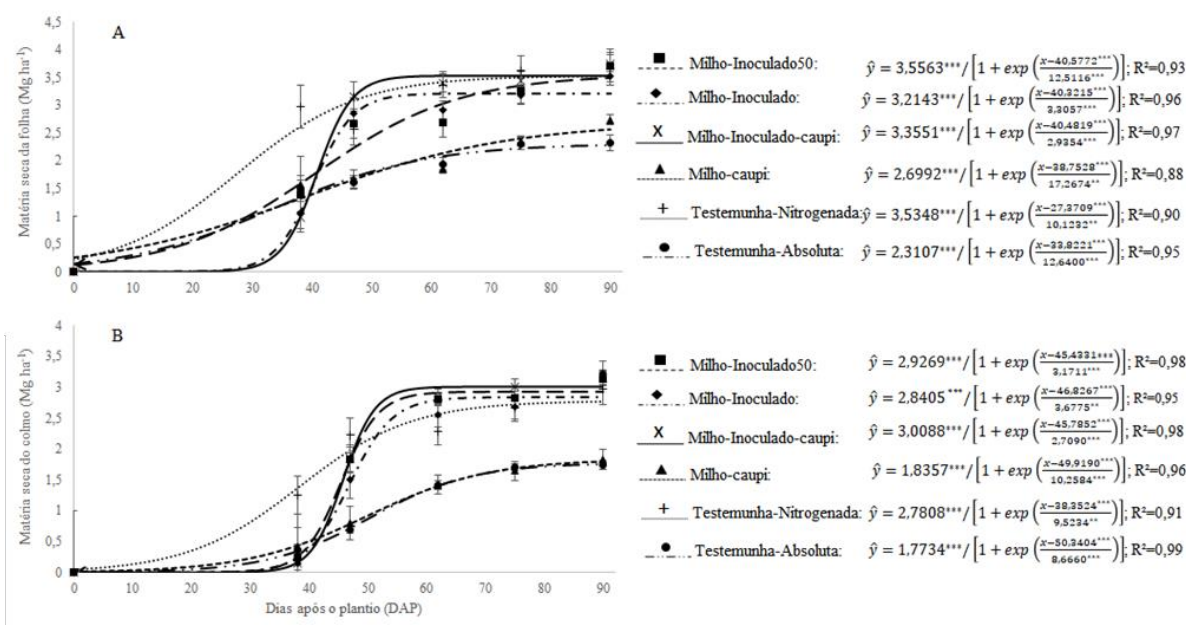 A
Matéria seca da folha (Mg ha⁻¹)
4,5
4
3,5
3
2,5
2
1,5
1
0,5
0
0 10 20 30 40 50 60 70 80 90
Milho-Inoculado50: ŷ = 3,5563***/[1 + exp(x−40,5772***/12,5116***)]; R²=0,93
Milho-Inoculado: ŷ = 3,2143***/[1 + exp(x−40,3215***/3,3057***)]; R²=0,96
Milho-Inoculado-caupi: ŷ = 3,3551***/[1 + exp(x−40,4819***/2,9354***)]; R²=0,97
Milho-caupi: ŷ = 2,6992***/[1 + exp(x−38,7528***/17,2674**)]; R²=0,88
Testemunha-Nitrogenada: ŷ = 3,5348***/[1 + exp(x−27,3709***/10,1232**)]; R²=0,90
Testemunha-Absoluta: ŷ = 2,3107***/[1 + exp(x−33,8221***/12,6400***)]; R²=0,95
B
Matéria seca do colmo (Mg ha⁻¹)
4
3,5
3
2,5
2
1,5
1
0,5
0
0 10 20 30 40 50 60 70 80 90
Dias após o plantio (DAP)
Milho-Inoculado50: ŷ = 2,9269***/[1 + exp(x−45,4331***/3,1711***)]; R²=0,98
Milho-Inoculado: ŷ = 2,8405***/[1 + exp(x−46,8267***/3,6775**)]; R²=0,95
Milho-Inoculado-caupi: ŷ = 3,0088***/[1 + exp(x−45,7852***/2,7090***)]; R²=0,98
Milho-caupi: ŷ = 1,8357***/[1 + exp(x−49,9190***/10,2584***)]; R²=0,96
Testemunha-Nitrogenada: ŷ = 2,7808***/[1 + exp(x−38,3524***/9,5234**)]; R²=0,91
Testemunha-Absoluta: ŷ = 1,7734***/[1 + exp(x−50,3404***/8,6660***)]; R²=0,99